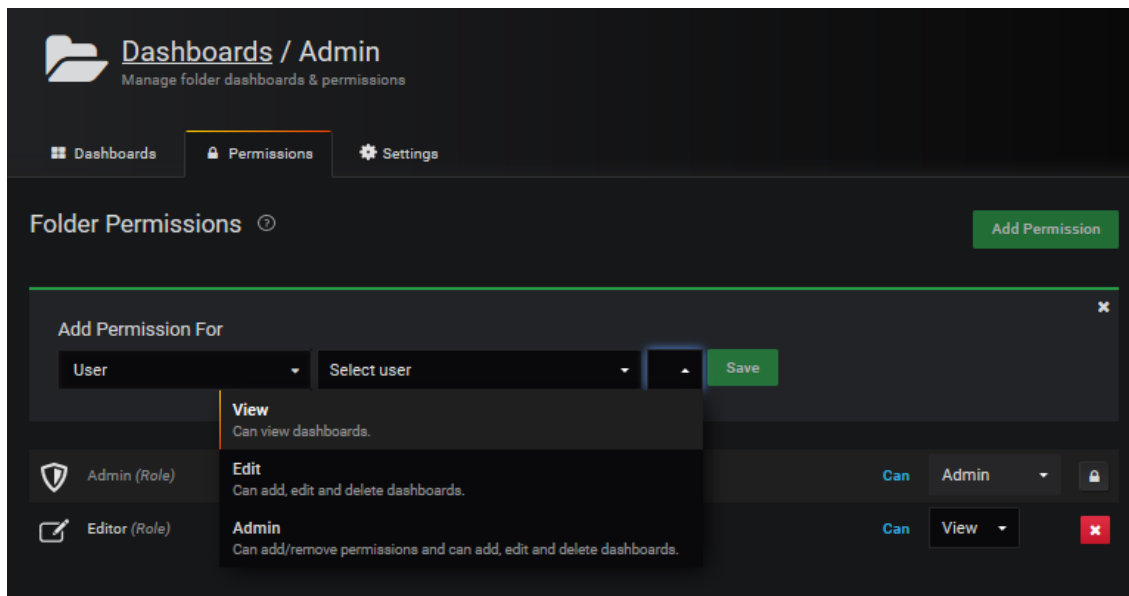 Dashboards / Admin
Manage folder dashboards & permissions
Dashboards Permissions Settings
Folder Permissions
Add Permission
Add Permission For
User Select user Save
View
Can view dashboards.
Edit
Can add, edit and delete dashboards.
Admin
Can add/remove permissions and can add, edit and delete dashboards.
Admin (Role) Can Admin
Editor (Role) Can View